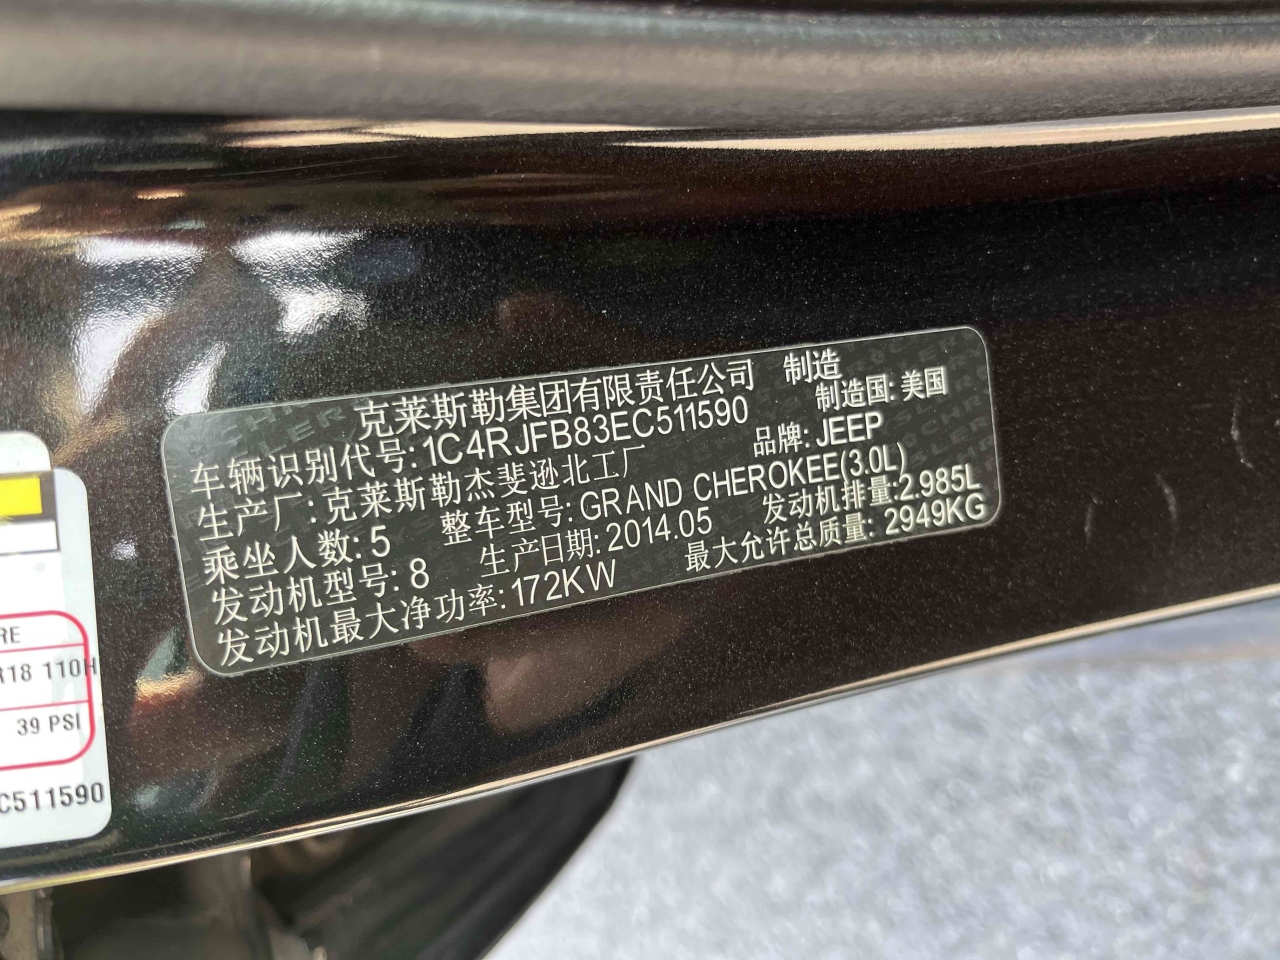 克莱斯勒集团有限责任公司 制造
车辆识别代号:1C4RJFB83EC511590 制造国:美国
生产厂:克莱斯勒杰斐逊北工厂 品牌:JEEP
乘坐人数:5 整车型号:GRAND CHEROKEE(3.0L)
发动机型号:8 生产日期:2014.05 发动机排量:2.985L
发动机最大净功率:172KW 最大允许总质量:2949KG
RE
R18 110H
39 PSI
C511590